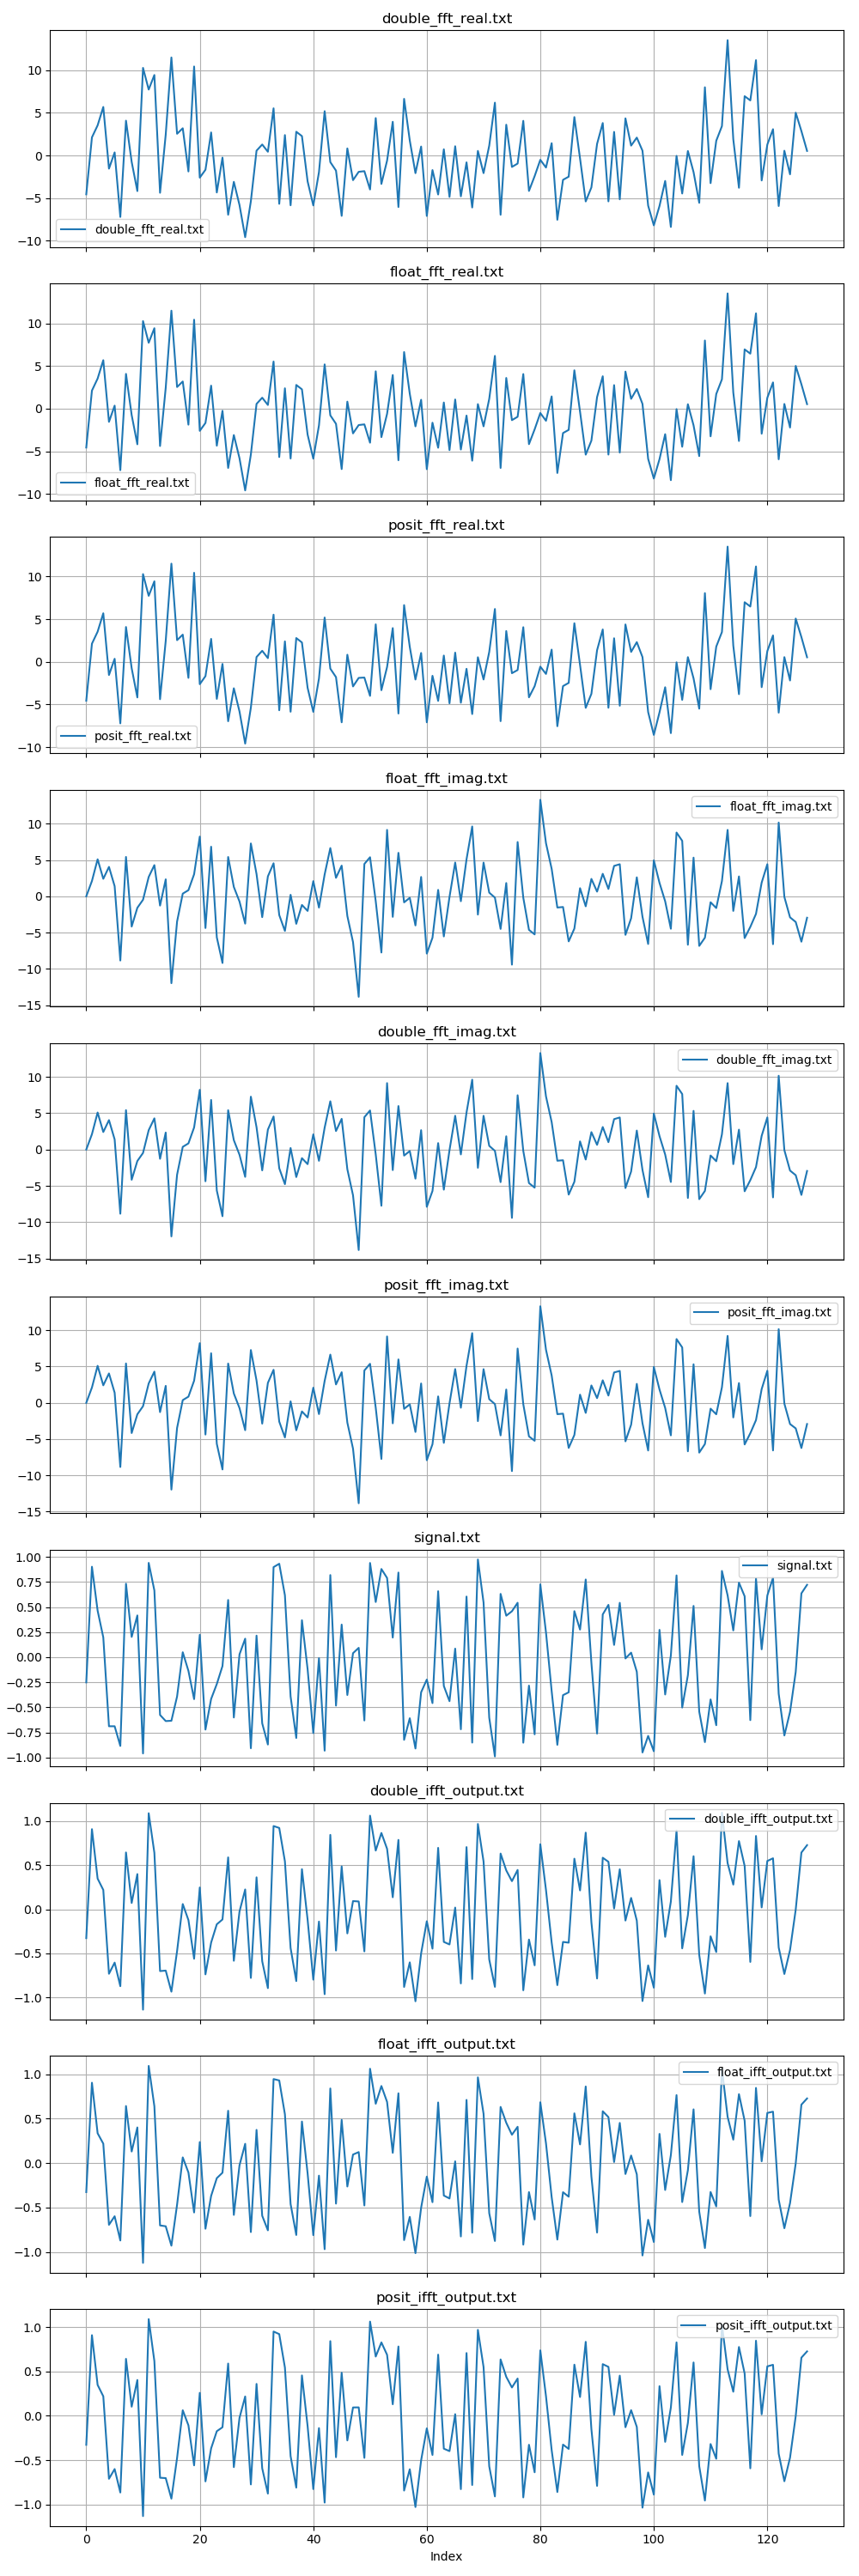 double_fft_real.txt
10
5
0
−5
−10
double_fft_real.txt
float_fft_real.txt
10
5
0
−5
−10
float_fft_real.txt
posit_fft_real.txt
10
5
0
−5
−10
posit_fft_real.txt
float_fft_imag.txt
float_fft_imag.txt
10
5
0
−5
−10
−15
double_fft_imag.txt
double_fft_imag.txt
10
5
0
−5
−10
−15
posit_fft_imag.txt
posit_fft_imag.txt
10
5
0
−5
−10
−15
signal.txt
signal.txt
1.00
0.75
0.50
0.25
0.00
−0.25
−0.50
−0.75
−1.00
double_ifft_output.txt
double_ifft_output.txt
1.0
0.5
0.0
−0.5
−1.0
float_ifft_output.txt
float_ifft_output.txt
1.0
0.5
0.0
−0.5
−1.0
posit_ifft_output.txt
posit_ifft_output.txt
1.0
0.5
0.0
−0.5
−1.0
0 20 40 60 80 100 120
Index